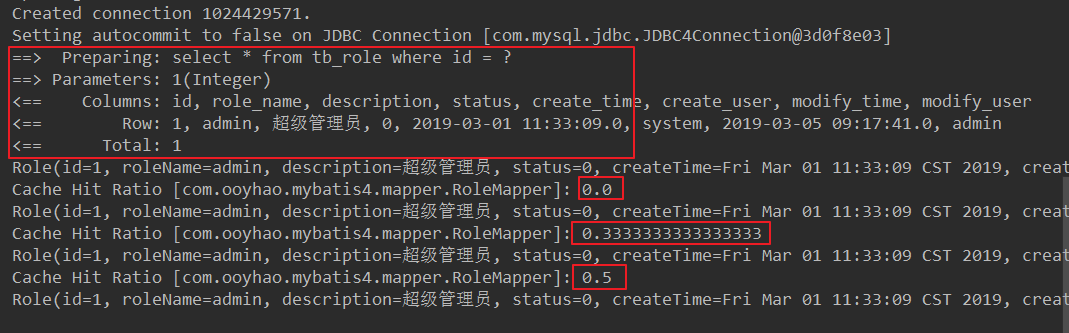 Created connection 1024429571.
Setting autocommit to false on JDBC Connection [com.mysql.jdbc.JDBC4Connection@3d0f8e03]
==>  Preparing: select * from tb_role where id = ?
==> Parameters: 1(Integer)
<==    Columns: id, role_name, description, status, create_time, create_user, modify_time, modify_user
<==        Row: 1, admin, 超级管理员, 0, 2019-03-01 11:33:09.0, system, 2019-03-05 09:17:41.0, admin
<==      Total: 1
Role(id=1, roleName=admin, description=超级管理员, status=0, createTime=Fri Mar 01 11:33:09 CST 2019, creat
Cache Hit Ratio [com.ooyhao.mybatis4.mapper.RoleMapper]: 0.0
Role(id=1, roleName=admin, description=超级管理员, status=0, createTime=Fri Mar 01 11:33:09 CST 2019, creat
Cache Hit Ratio [com.ooyhao.mybatis4.mapper.RoleMapper]: 0.3333333333333333
Role(id=1, roleName=admin, description=超级管理员, status=0, createTime=Fri Mar 01 11:33:09 CST 2019, creat
Cache Hit Ratio [com.ooyhao.mybatis4.mapper.RoleMapper]: 0.5
Role(id=1, roleName=admin, description=超级管理员, status=0, createTime=Fri Mar 01 11:33:09 CST 2019, creat